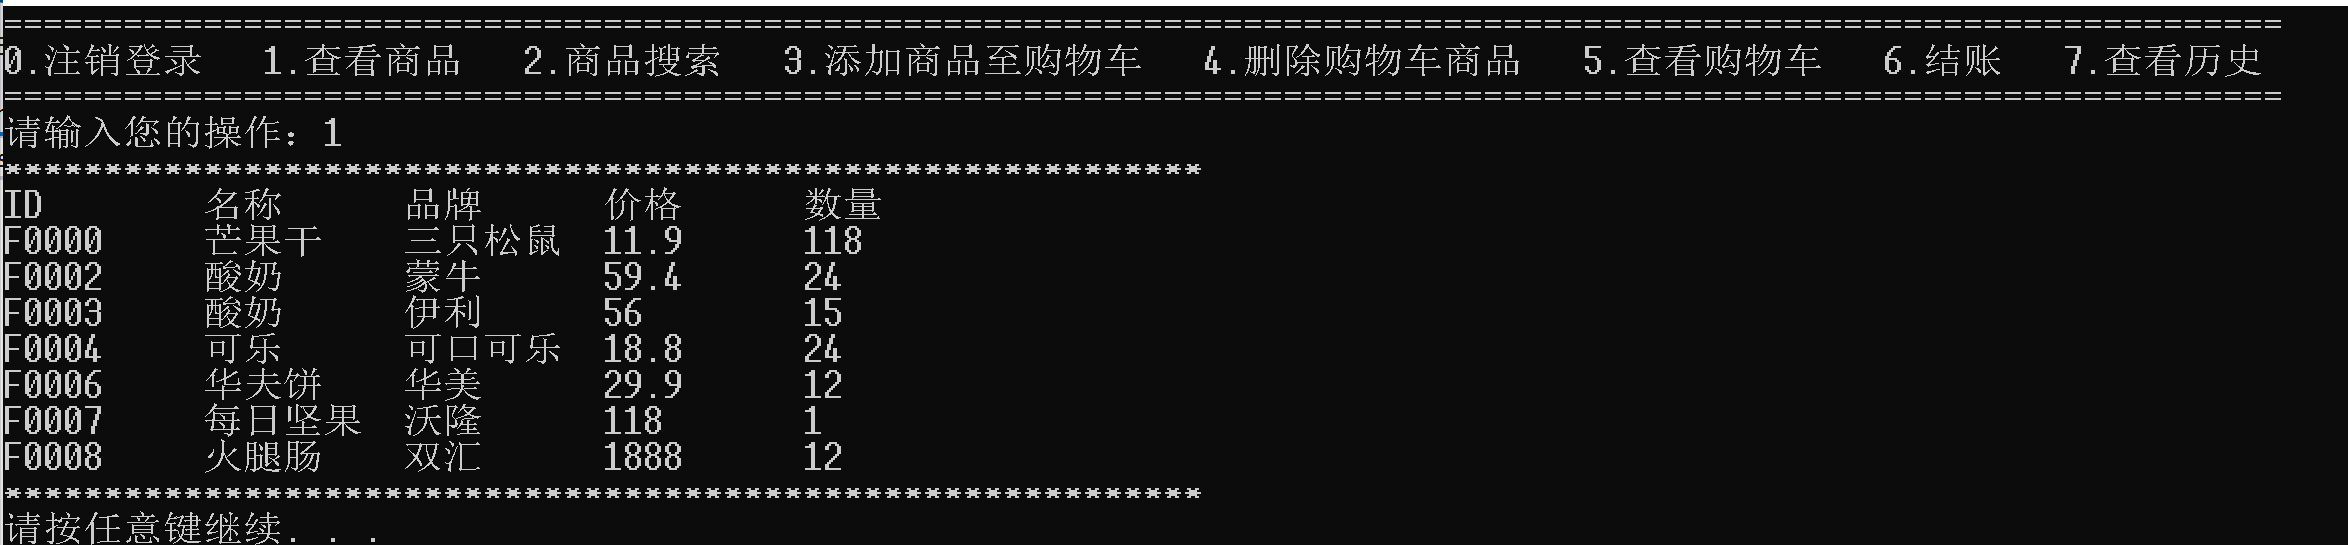 ====================================================================================================================
0.注销登录   1.查看商品   2.商品搜索   3.添加商品至购物车   4.删除购物车商品   5.查看购物车   6.结账   7.查看历史
====================================================================================================================
请输入您的操作：1
************************************************************
ID        名称      品牌      价格      数量
F0000     芒果干    三只松鼠  11.9      118
F0002     酸奶      蒙牛      59.4      24
F0003     酸奶      伊利      56        15
F0004     可乐      可口可乐  18.8      24
F0006     华夫饼    华美      29.9      12
F0007     每日坚果  沃隆      118       1
F0008     火腿肠    双汇      1888      12
************************************************************
请按任意键继续. . .